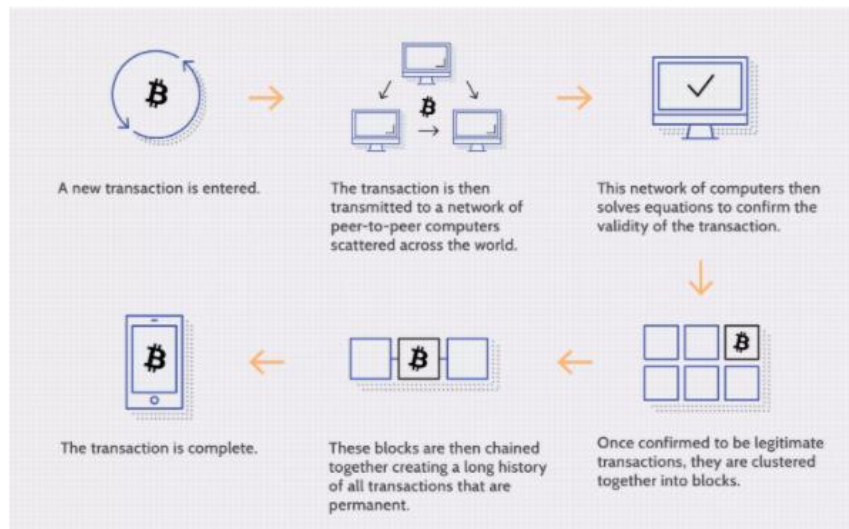 A new transaction is entered.
The transaction is then
transmitted to a network of
peer-to-peer computers
scattered across the world.
This network of computers then
solves equations to confirm the
validity of the transaction.
Once confirmed to be legitimate
transactions, they are clustered
together into blocks.
These blocks are then chained
together creating a long history
of all transactions that are
permanent.
The transaction is complete.